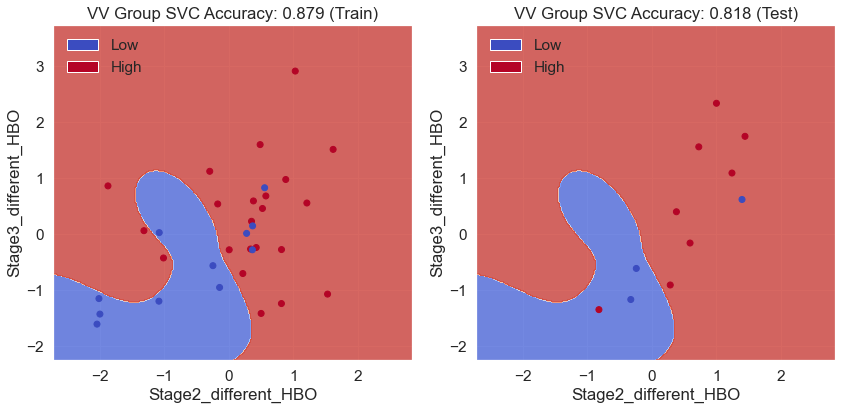 VV Group SVC Accuracy: 0.879 (Train)
Low
High
3
2
1
0
−1
−2
Stage3_different_HBO
−2
−1
0
1
2
Stage2_different_HBO
VV Group SVC Accuracy: 0.818 (Test)
Low
High
3
2
1
0
−1
−2
Stage3_different_HBO
−2
−1
0
1
2
Stage2_different_HBO